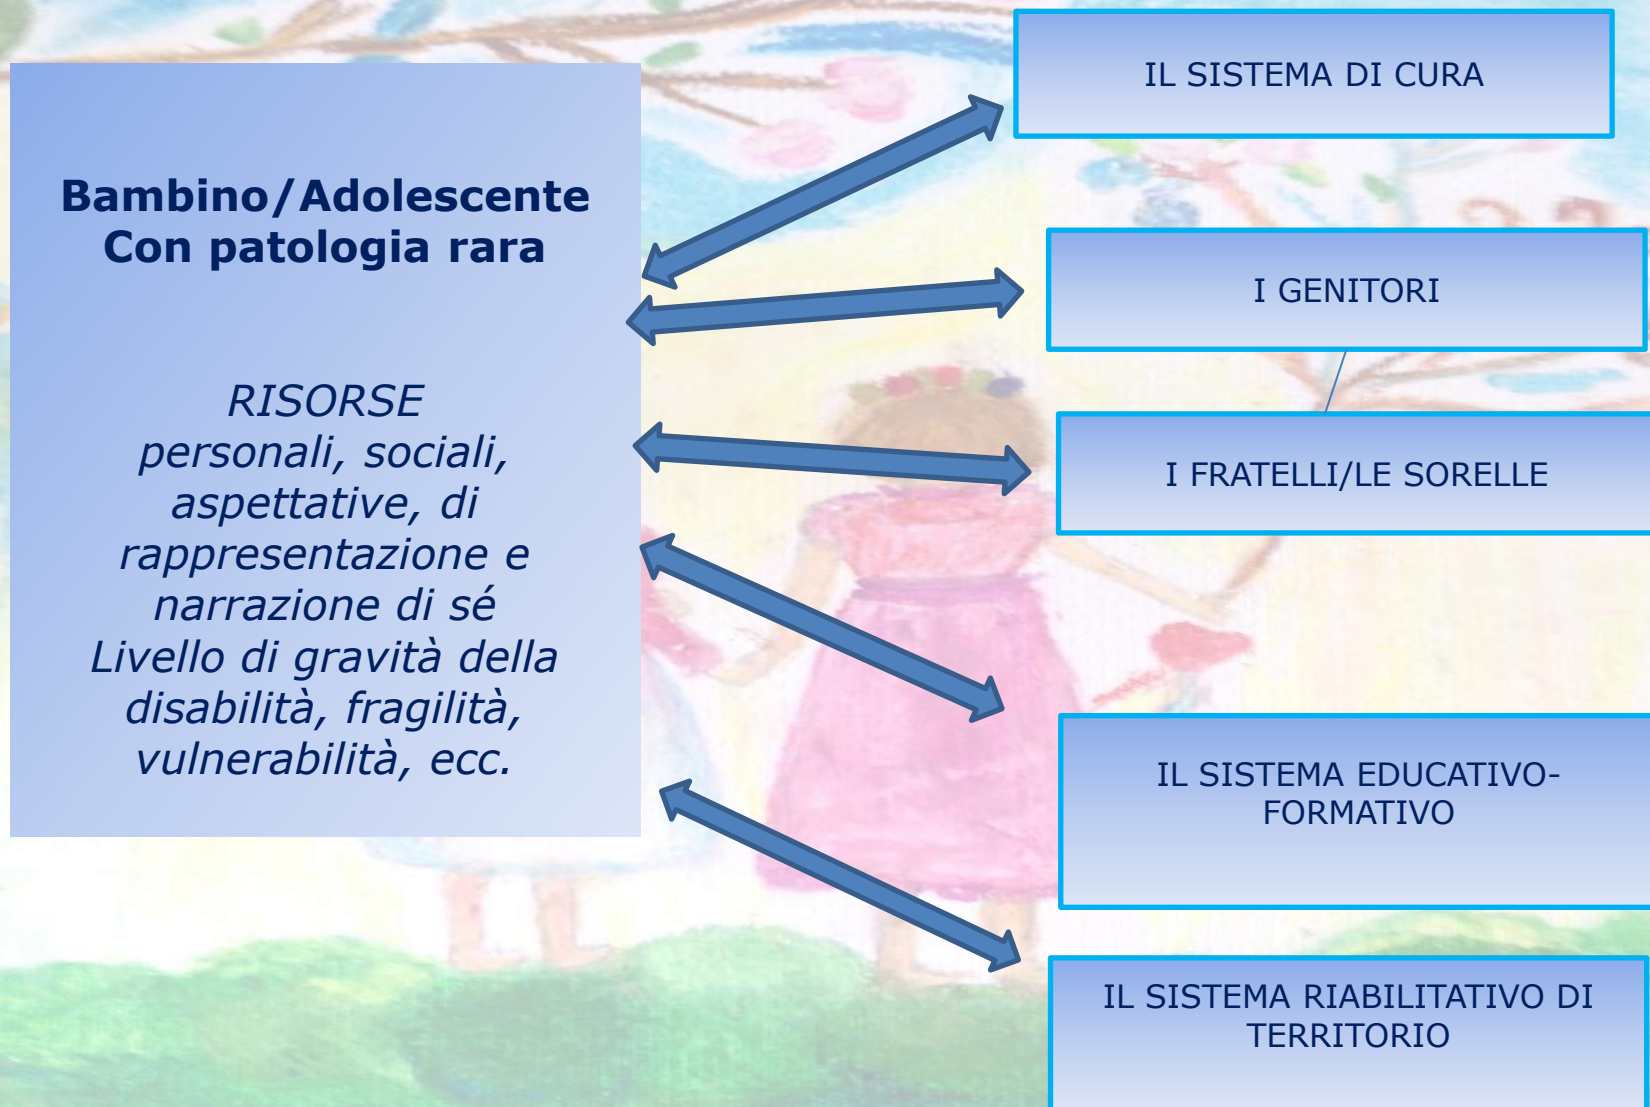 Bambino/Adolescente
Con patologia rara
RISORSE
personali, sociali,
aspettative, di
rappresentazione e
narrazione di sé
Livello di gravità della
disabilità, fragilità,
vulnerabilità, ecc.
IL SISTEMA DI CURA
I GENITORI
I FRATELLI/LE SORELLE
IL SISTEMA EDUCATIVO-
FORMATIVO
IL SISTEMA RIABILITATIVO DI
TERRITORIO